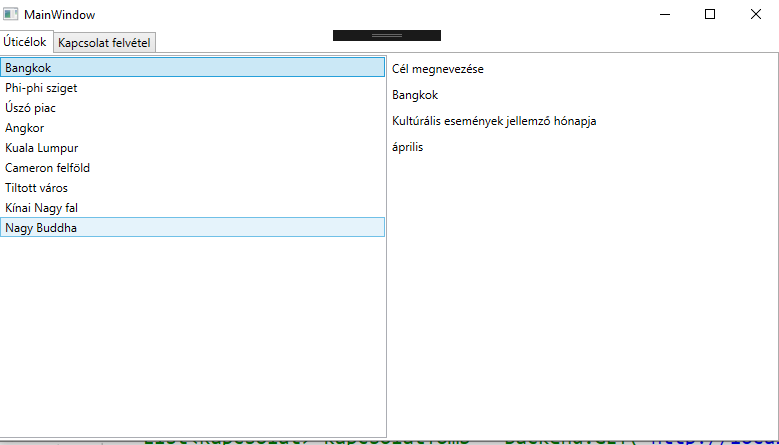 MainWindow
Úticélok
Kapcsolat felvétel
Bangkok
Phi-phi sziget
Úszó piac
Angkor
Kuala Lumpur
Cameron felföld
Tiltott város
Kínai Nagy fal
Nagy Buddha
Cél megnevezése
Bangkok
Kultúrális események jellemző hónapja
április